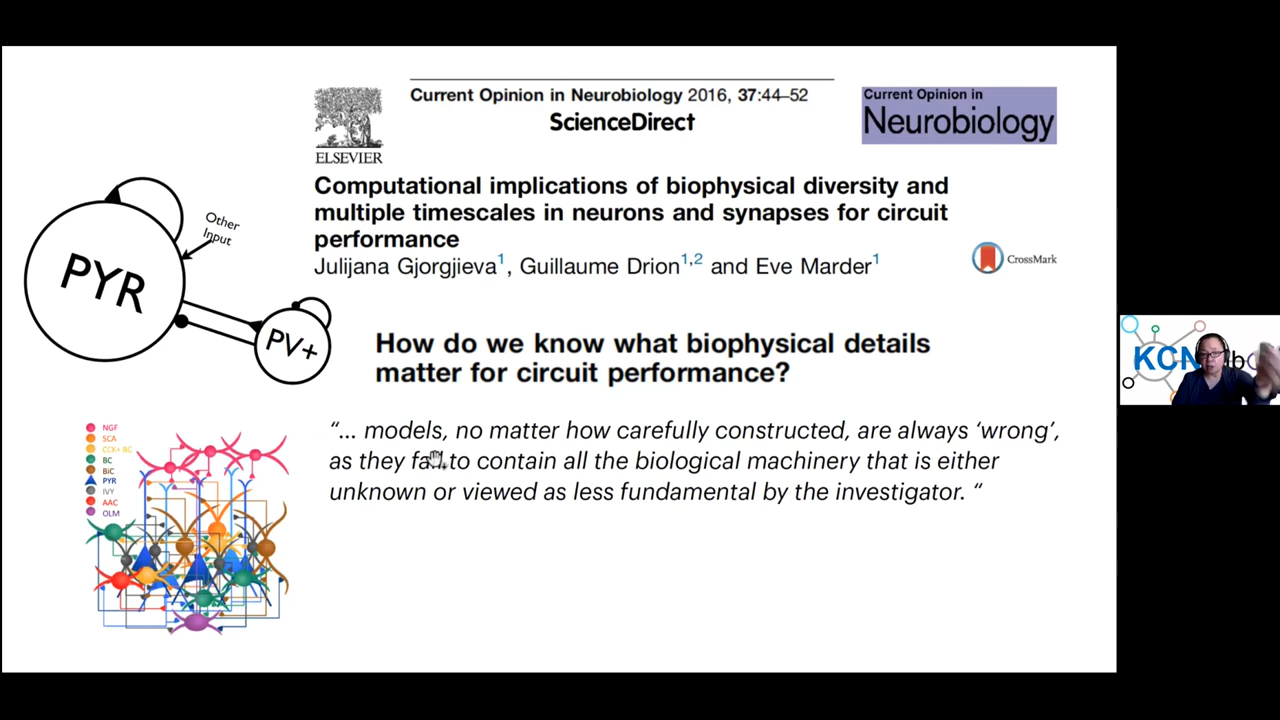 Current Opinion in Neurobiology 2016, 37:44–52
ScienceDirect
ELSEVIER
Current Opinion in
Neurobiology
Computational implications of biophysical diversity and
multiple timescales in neurons and synapses for circuit
performance
Julijana Gjorgjieva1, Guillaume Drion1,2 and Eve Marder1
CrossMark
Other
Input
PYR
PV+
How do we know what biophysical details
matter for circuit performance?
“... models, no matter how carefully constructed, are always ‘wrong’,
as they fail to contain all the biological machinery that is either
unknown or viewed as less fundamental by the investigator. “
NGF
SCA
CCK+ BC
BC
BiC
PYR
IVY
AAC
OLM
KCN